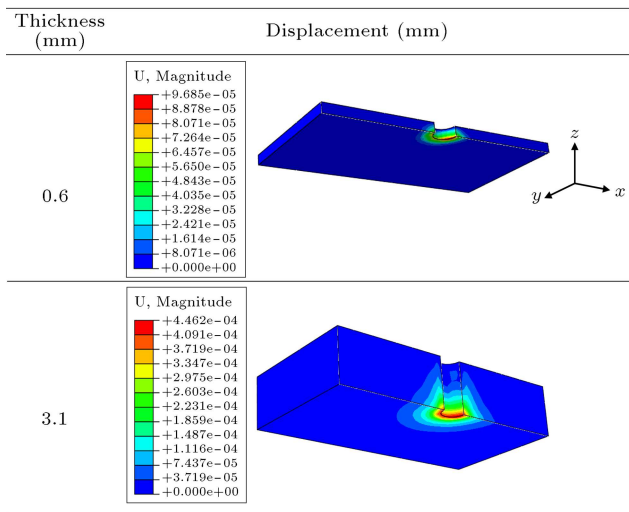 Thickness (mm)
Displacement (mm)
0.6
U, Magnitude
+9.685e−05
+8.878e−05
+8.071e−05
+7.264e−05
+6.457e−05
+5.650e−05
+4.843e−05
+4.035e−05
+3.228e−05
+2.421e−05
+1.614e−05
+8.071e−06
+0.000e+00
z
y
x
3.1
U, Magnitude
+4.462e−04
+4.091e−04
+3.719e−04
+3.347e−04
+2.975e−04
+2.603e−04
+2.231e−04
+1.859e−04
+1.487e−04
+1.116e−04
+7.437e−05
+3.719e−05
+0.000e+00